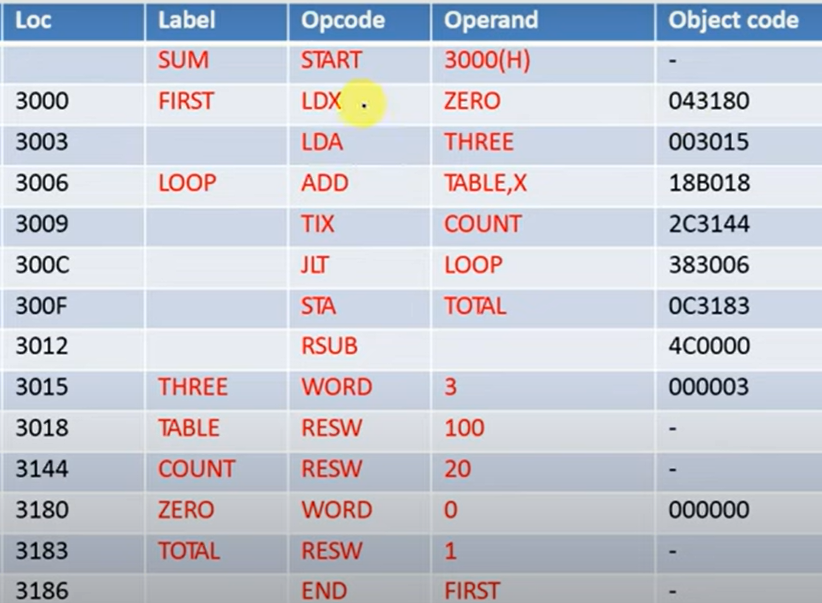 Loc Label Opcode Operand Object code
SUM START 3000(H) -
3000 FIRST LDX ZERO 043180
3003 LDA THREE 003015
3006 LOOP ADD TABLE,X 18B018
3009 TIX COUNT 2C3144
300C JLT LOOP 383006
300F STA TOTAL 0C3183
3012 RSUB 4C0000
3015 THREE WORD 3 000003
3018 TABLE RESW 100 -
3144 COUNT RESW 20 -
3180 ZERO WORD 0 000000
3183 TOTAL RESW 1 -
3186 END FIRST -